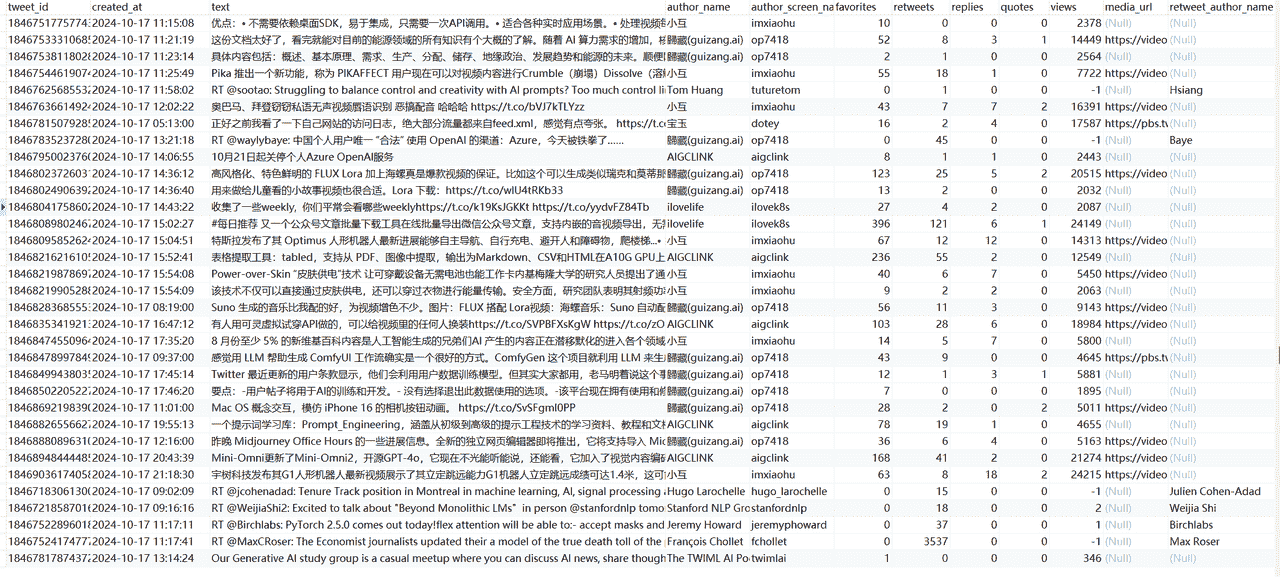 tweet_id created_at text author_name author_screen_na favorites retweets replies quotes views media_url retweet_author_name
2024-10-17 11:15:08 优点：• 不需要依赖桌面SDK，易于集成，只需要一次API调用。• 适合各种实时应用场景。• 处理视频 小互 imxiaohu 10 0 0 0 2378 (Null) (Null)
2024-10-17 11:21:19 这份文档太好了，看完就能对目前的能源领域的所有知识有个大概的了解。随着 AI 算力需求的增加， 歸藏(guizang.ai) op7418 52 8 3 1 14449 https://video (Null)
2024-10-17 11:23:14 具体内容包括：概述、基本原理、需求、生产、分配、储存、地缘政治、发展趋势和能源的未来。顺便 歸藏(guizang.ai) op7418 2 1 0 0 2564 (Null) (Null)
2024-10-17 11:25:49 Pika 推出一个新功能，称为 PIKAFFECT 用户现在可以对视频内容进行Crumble（崩塌）Dissolve（溶 小互 imxiaohu 55 18 1 0 7722 https://video (Null)
2024-10-17 11:58:02 RT @sootao: Struggling to balance control and creativity with AI prompts? Too much control Tom Huang tuturetom 0 1 0 0 -1 (Null) Hsiang
2024-10-17 12:02:22 奥巴马、拜登窃窃私语无声视频唇语识别 恶搞配音 哈哈哈 https://t.co/bVJ7kTLYzz 小互 imxiaohu 43 7 7 2 16391 https://video (Null)
2024-10-17 05:13:00 正好之前我看了一下自己网站的访问日志，绝大部分流量都来自feed.xml，感觉有点夸张。 https://t.c 宝玉 dotey 16 2 4 0 17587 https://pbs.t (Null)
2024-10-17 13:21:18 RT @waylybaye: 中国个人用户唯一 “合法” 使用 OpenAI 的渠道：Azure，今天被铁拳了…… 歸藏(guizang.ai) op7418 0 45 0 0 -1 (Null) Baye
2024-10-17 14:06:55 10月21日起关停个人Azure OpenAI服务 AIGCLINK aigclink 8 1 1 0 2443 (Null) (Null)
2024-10-17 14:36:12 高风格化、特色鲜明的 FLUX Lora 加上海螺真是爆款视频的保证。比如这个可以生成类似瑞克和莫蒂 歸藏(guizang.ai) op7418 123 25 5 2 20515 https://video (Null)
2024-10-17 14:36:40 用来做给儿童看的小故事视频也很合适。Lora 下载：https://t.co/wlU4tRKb33 歸藏(guizang.ai) op7418 13 2 0 0 2032 (Null) (Null)
2024-10-17 14:43:22 收集了一些weekly，你们平常会看哪些weeklyhttps://t.co/k19KsJGKKt https://t.co/yydvFZ84Tb ilovelife ilovek8s 27 4 2 0 2087 (Null) (Null)
2024-10-17 15:02:27 #每日推荐 又一个公众号文章批量下载工具在线批量导出微信公众号文章，支持内嵌的音视频导出， ilovelife ilovek8s 396 121 6 1 24149 https://video (Null)
2024-10-17 15:04:51 特斯拉发布了其 Optimus 人形机器人最新进展能够自主导航、自行充电、避开人和障碍物，爬楼梯...• 小互 imxiaohu 67 12 12 0 14313 https://video (Null)
2024-10-17 15:52:41 表格提取工具：tabled，支持从 PDF、图像中提取，输出为Markdown、CSV和HTML在A10G GPU上 AIGCLINK aigclink 236 55 2 0 12549 https://video (Null)
2024-10-17 15:54:08 Power-over-Skin “皮肤供电”技术 让可穿戴设备无需电池也能工作卡内基梅隆大学的研究人员提出了 小互 imxiaohu 40 6 7 0 5450 https://video (Null)
2024-10-17 15:54:09 该技术不仅可以直接通过皮肤供电，还可以穿过衣物进行能量传输。安全方面，研究团队表明其射频功 小互 imxiaohu 9 2 2 0 2063 (Null) (Null)
2024-10-17 08:19:00 Suno 生成的音乐比我配的好，为视频增色不少。图片：FLUX 搭配 Lora视频：海螺音乐：Suno 自动 歸藏(guizang.ai) op7418 56 11 3 0 9143 https://video (Null)
2024-10-17 16:47:12 有人用可灵虚拟试穿API做的，可以给视频里的任何人换装https://t.co/SVPBFXsKgW https://t.co/zO AIGCLINK aigclink 103 28 6 0 18984 https://video (Null)
2024-10-17 17:35:20 8 月份至少 5% 的新维基百科内容是人工智能生成的兄弟们AI 产生的内容正在潜移默化的进入各个领域 小互 imxiaohu 14 5 7 0 5800 https://video (Null)
2024-10-17 09:37:00 感觉用 LLM 帮助生成 ComfyUI 工作流确实是一个很好的方式。ComfyGen 这个项目就利用 LLM 来生 歸藏(guizang.ai) op7418 43 9 0 0 4645 https://pbs.t (Null)
2024-10-17 17:45:14 Twitter 最近更新的用户条款显示，他们会利用用户数据训练模型。但其实大家都用，老马明着说这个 歸藏(guizang.ai) op7418 12 1 3 1 5881 (Null) (Null)
2024-10-17 17:46:20 要点：-用户帖子将用于AI的训练和开发。- 没有选择退出此数据使用的选项。-该平台现在拥有使用和 歸藏(guizang.ai) op7418 7 0 0 0 1895 (Null) (Null)
2024-10-17 11:01:00 Mac OS 概念交互，模仿 iPhone 16 的相机按钮动画。 https://t.co/SvSFgml0PP 歸藏(guizang.ai) op7418 28 2 0 2 5011 https://video (Null)
2024-10-17 19:55:13 一个提示词学习库：Prompt_Engineering，涵盖从初级到高级的提示工程技术的学习资料、教程和文 AIGCLINK aigclink 78 19 1 0 4655 https://video (Null)
2024-10-17 12:16:00 昨晚 Midjourney Office Hours 的一些进展信息。全新的独立网页编辑器即将推出，它将支持导入 歸藏(guizang.ai) op7418 36 6 4 0 5163 https://video (Null)
2024-10-17 20:43:39 Mini-Omni更新了Mini-Omni2，开源GPT-4o，它现在不光能听能说，还能看，它加入了视觉内容编 AIGCLINK aigclink 168 41 2 0 21274 https://video (Null)
2024-10-17 21:18:30 宇树科技发布其G1人形机器人最新视频展示了其立定跳远能力G1机器人立定跳远成绩可达1.4米，这可 小互 imxiaohu 63 8 18 2 24215 https://video (Null)
2024-10-17 09:02:09 RT @jcohenadad: Tenure Track position in Montreal in machine learning, AI, signal processing Hugo Larochelle hugo_larochelle 0 15 0 0 -1 (Null) Julien Cohen-Adad
2024-10-17 09:16:16 RT @WeijiaShi2: Excited to talk about "Beyond Monolithic LMs" in person @stanfordnlp tomo Stanford NLP Gro stanfordnlp 0 18 0 0 2 (Null) Weijia Shi
2024-10-17 11:17:11 RT @Birchlabs: PyTorch 2.5.0 comes out today!flex attention will be able to:- accept masks and Jeremy Howard jeremyphoward 0 37 0 0 1 (Null) Birchlabs
2024-10-17 11:17:41 RT @MaxCRoser: The Economist journalists updated their a model of the true death toll of the fchollet 0 3537 0 0 -1 (Null) Max Roser
2024-10-17 13:14:24 Our Generative AI study group is a casual meetup where you can discuss AI news, share though The TWIML AI Po twimlai 1 0 0 0 346 (Null) (Null)